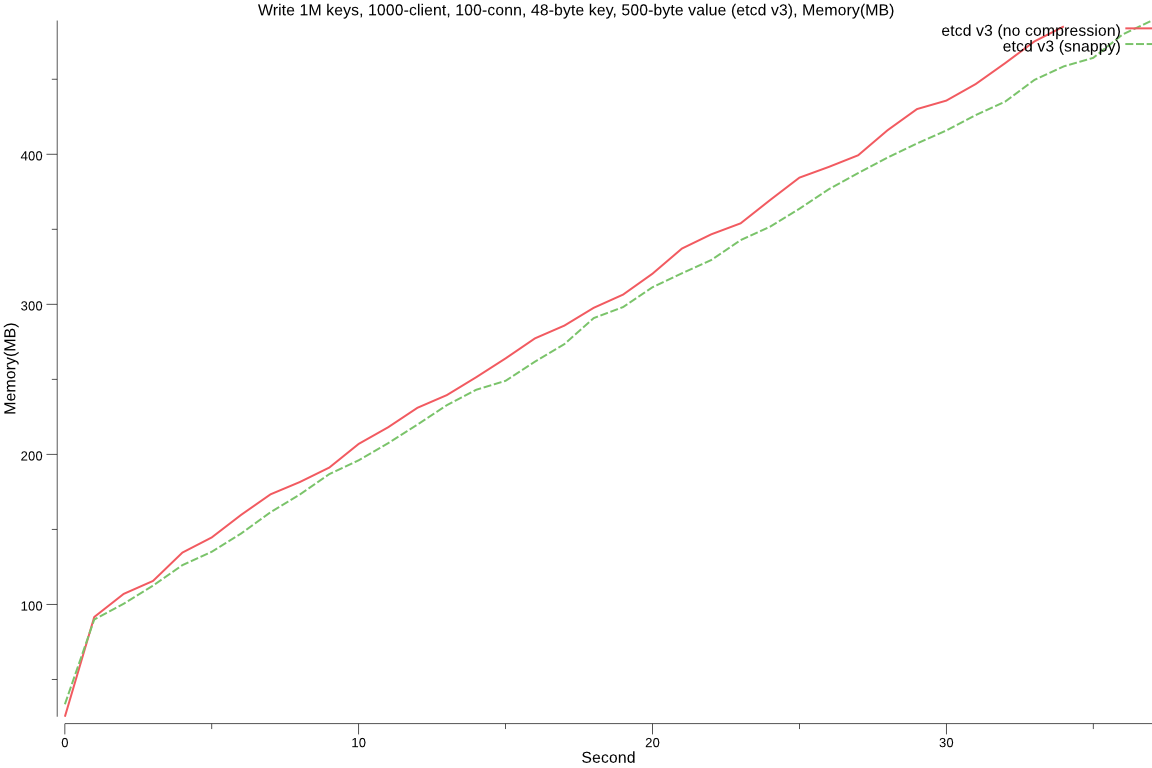 Write 1M keys, 1000-client, 100-conn, 48-byte key, 500-byte value (etcd v3), Memory(MB)
etcd v3 (no compression)
etcd v3 (snappy)
400
300
200
100
Memory(MB)
0
10
20
30
Second